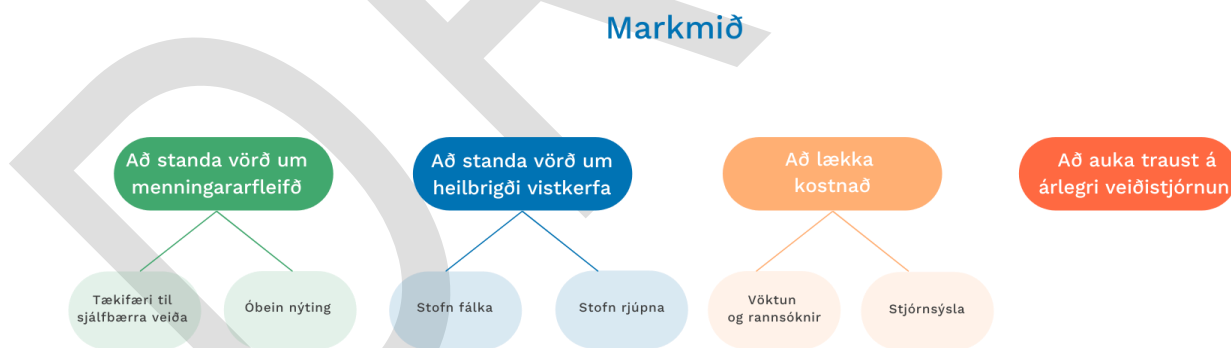 Markmið
Að standa vörð um
menningararfleifð
Að standa vörð um
heilbrigði vistkerfa
Að lækka
kostnað
Að auka traust á
árlegri veiðistjórnun
Tækifæri til
sjálfbærra veiða
Óbein nýting
Stofn fálka
Stofn rjúpna
Vöktun
og rannsóknir
Stjórnsýsla